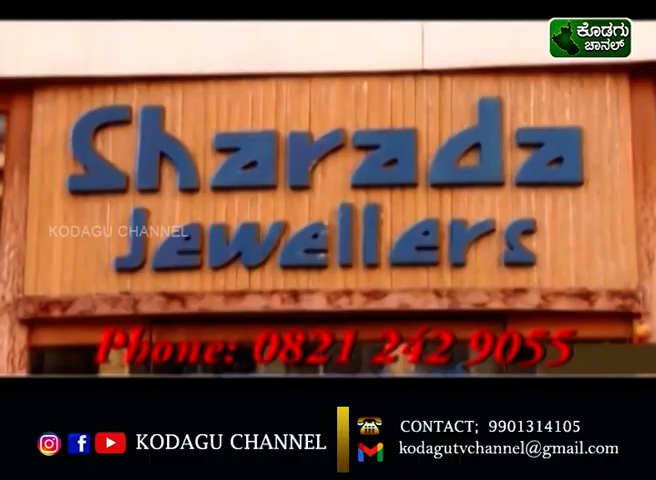 ಕೊಡಗು
ಚಾನಲ್
Sharada
Jewellers
KODAGU CHANNEL
Phone: 0821 242 9055
KODAGU CHANNEL
CONTACT; 9901314105
kodagutvchannel@gmail.com